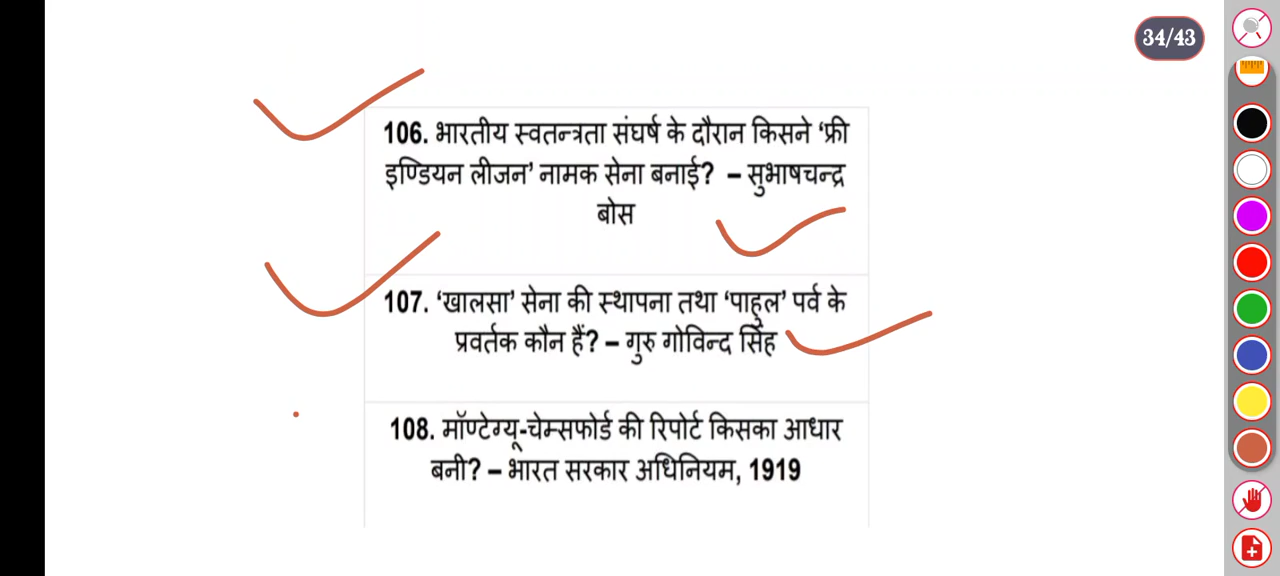 34/43
106. भारतीय स्वतन्त्रता संघर्ष के दौरान किसने ‘फ्री
इण्डियन लीजन’ नामक सेना बनाई? – सुभाषचन्द्र
बोस
107. ‘खालसा’ सेना की स्थापना तथा ‘पाहुल’ पर्व के
प्रवर्तक कौन हैं? – गुरु गोविन्द सिंह
108. मॉण्टेग्यू-चेम्सफोर्ड की रिपोर्ट किसका आधार
बनी? – भारत सरकार अधिनियम, 1919